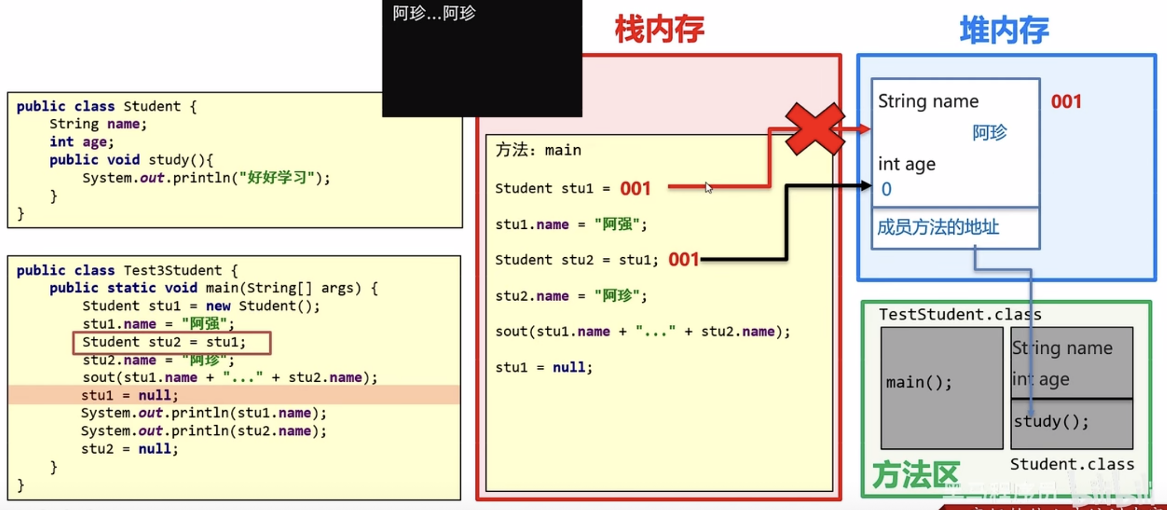 阿珍...阿珍
栈内存
堆内存
public class Student {
String name;
int age;
public void study(){
System.out.println("好好学习");
}
}
public class Test3Student {
public static void main(String[] args) {
Student stu1 = new Student();
stu1.name = "阿强";
Student stu2 = stu1;
stu2.name = "阿珍";
sout(stu1.name + "..." + stu2.name);
stu1 = null;
System.out.println(stu1.name);
System.out.println(stu2.name);
stu2 = null;
}
}
方法：main
Student stu1 = 001
stu1.name = "阿强";
Student stu2 = stu1; 001
stu2.name = "阿珍";
sout(stu1.name + "..." + stu2.name);
stu1 = null;
String name 001
阿珍
int age
0
成员方法的地址
TestStudent.class
main();
String name
int age
study();
Student.class
方法区